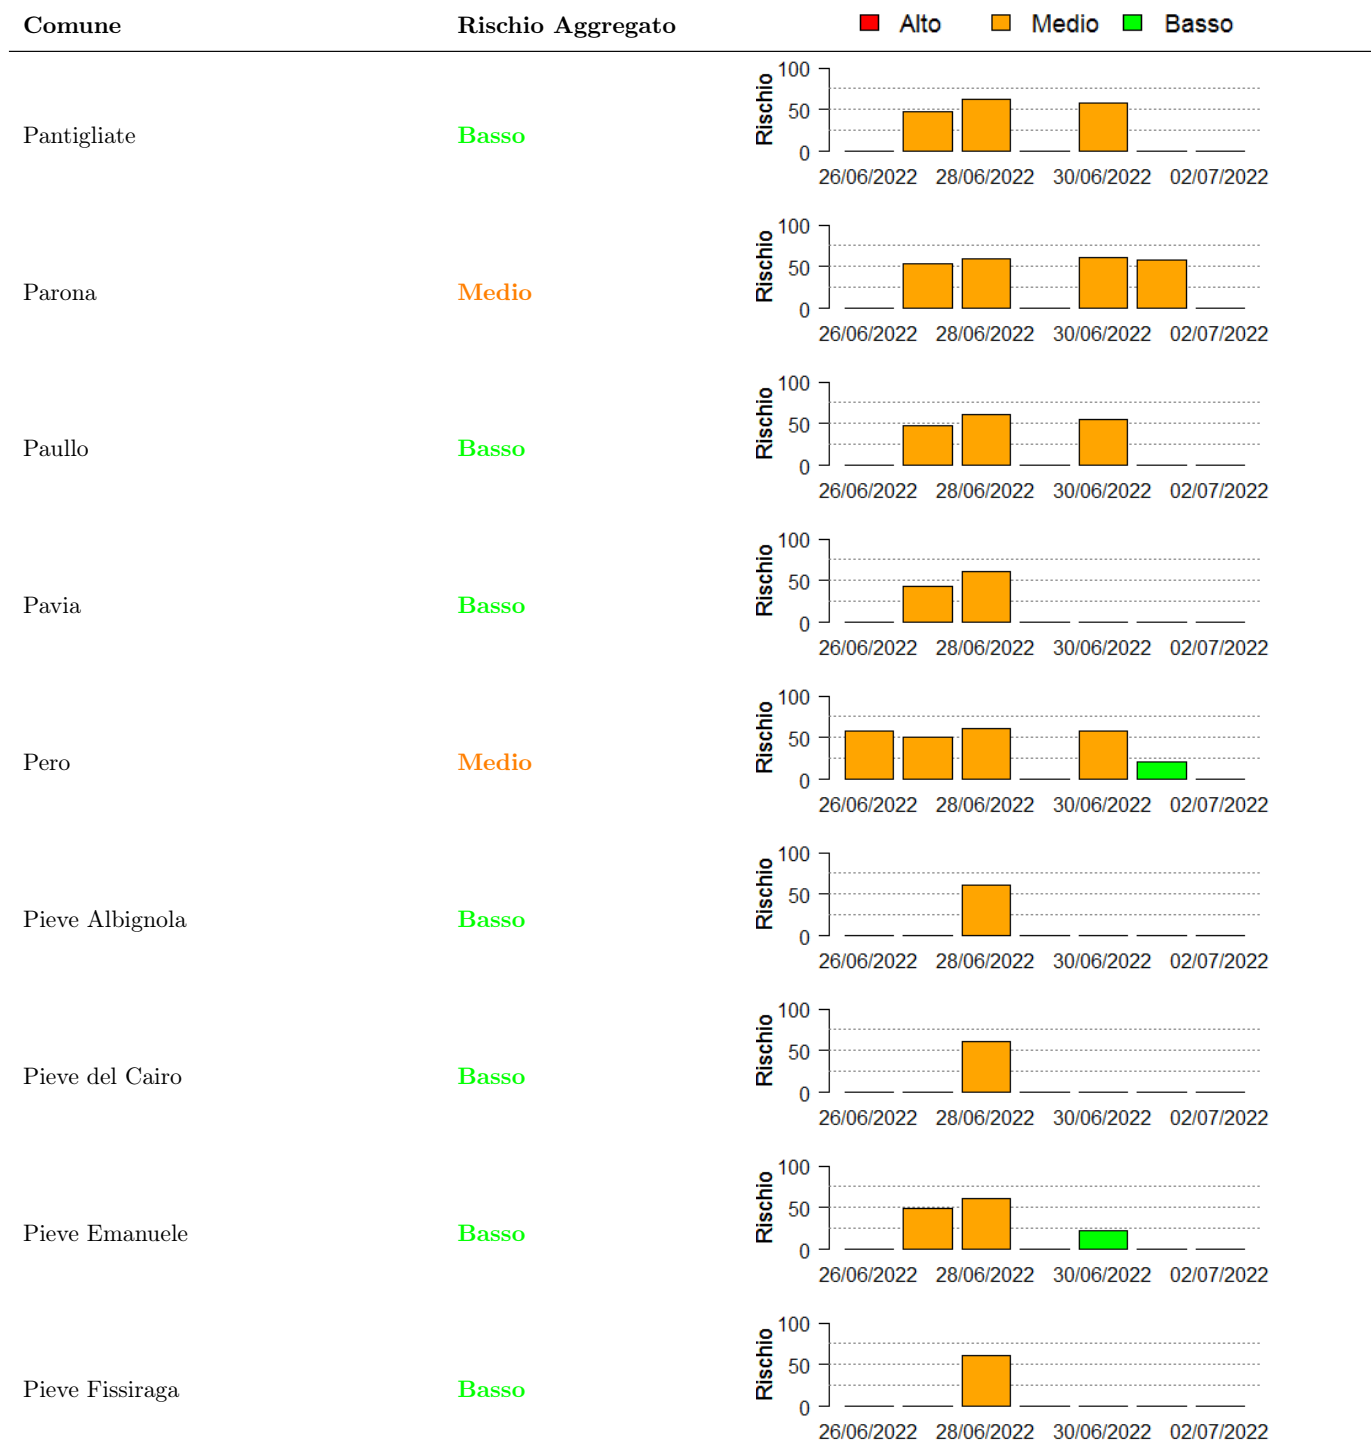 Comune Rischio Aggregato Alto Medio Basso
Pantigliate Basso Rischio 100 50 0
26/06/2022 28/06/2022 30/06/2022 02/07/2022
Parona Medio Rischio 100 50 0
26/06/2022 28/06/2022 30/06/2022 02/07/2022
Paullo Basso Rischio 100 50 0
26/06/2022 28/06/2022 30/06/2022 02/07/2022
Pavia Basso Rischio 100 50 0
26/06/2022 28/06/2022 30/06/2022 02/07/2022
Pero Medio Rischio 100 50 0
26/06/2022 28/06/2022 30/06/2022 02/07/2022
Pieve Albignola Basso Rischio 100 50 0
26/06/2022 28/06/2022 30/06/2022 02/07/2022
Pieve del Cairo Basso Rischio 100 50 0
26/06/2022 28/06/2022 30/06/2022 02/07/2022
Pieve Emanuele Basso Rischio 100 50 0
26/06/2022 28/06/2022 30/06/2022 02/07/2022
Pieve Fissiraga Basso Rischio 100 50 0
26/06/2022 28/06/2022 30/06/2022 02/07/2022